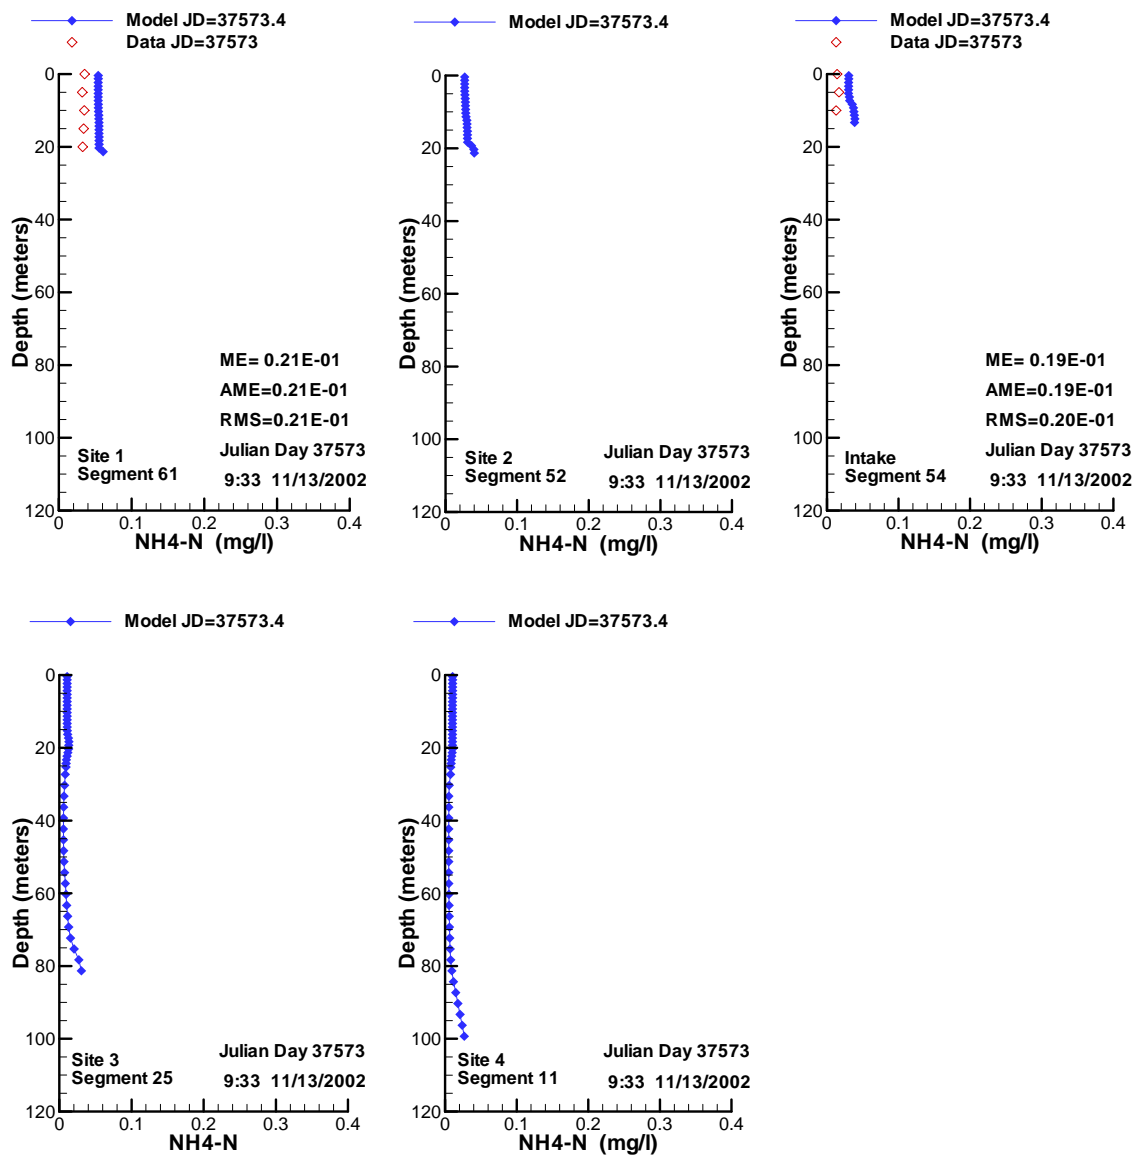 Model JD=37573.4
Data JD=37573
0
20
40
60
80
100
120
Depth (meters)
ME= 0.21E-01
AME=0.21E-01
RMS=0.21E-01
Julian Day 37573
9:33 11/13/2002
Site 1
Segment 61
0 0.1 0.2 0.3 0.4
NH4-N (mg/l)
Model JD=37573.4
0
20
40
60
80
100
120
Depth (meters)
Julian Day 37573
9:33 11/13/2002
Site 2
Segment 52
0 0.1 0.2 0.3 0.4
NH4-N (mg/l)
Model JD=37573.4
Data JD=37573
0
20
40
60
80
100
120
Depth (meters)
ME= 0.19E-01
AME=0.19E-01
RMS=0.20E-01
Julian Day 37573
9:33 11/13/2002
Intake
Segment 54
0 0.1 0.2 0.3 0.4
NH4-N (mg/l)
Model JD=37573.4
0
20
40
60
80
100
120
Depth (meters)
Julian Day 37573
9:33 11/13/2002
Site 3
Segment 25
0 0.1 0.2 0.3 0.4
NH4-N
Model JD=37573.4
0
20
40
60
80
100
120
Depth (meters)
Julian Day 37573
9:33 11/13/2002
Site 4
Segment 11
0 0.1 0.2 0.3 0.4
NH4-N (mg/l)